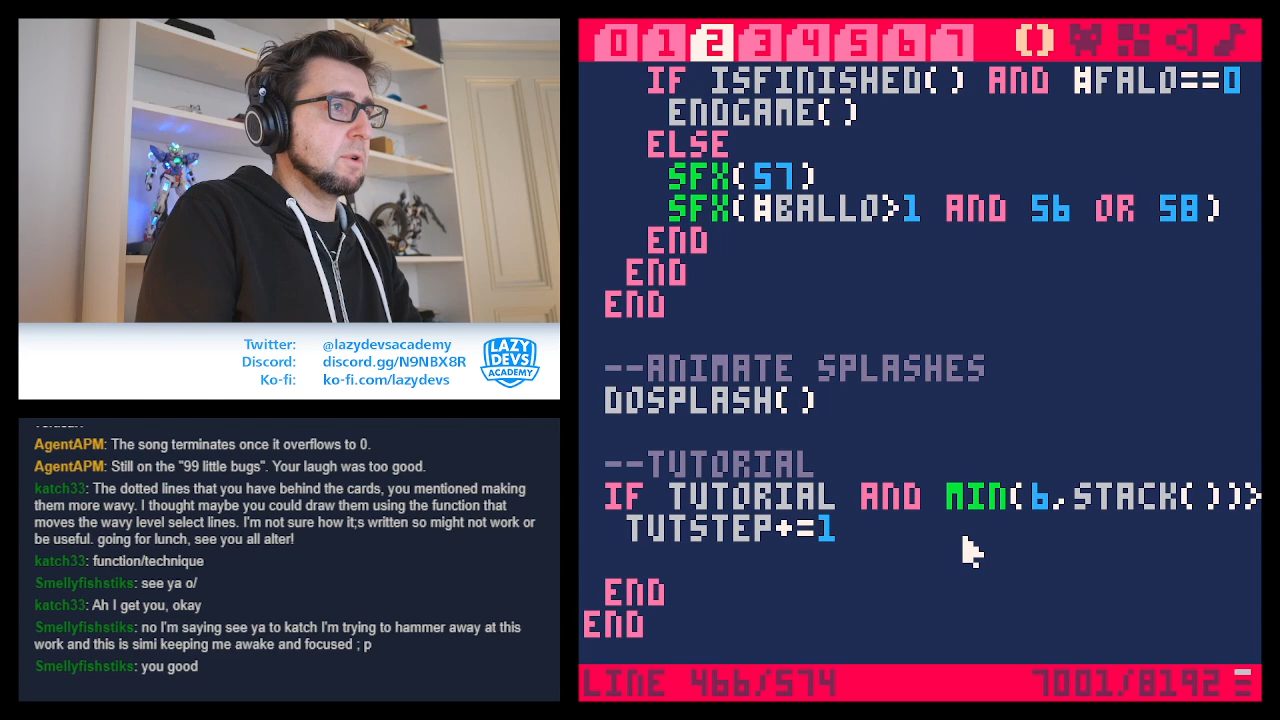 Twitter: @lazydevsacademy
Discord: discord.gg/N9NBX8R
Ko-fi: ko-fi.com/lazydevs
LAZY
DEVS
ACADEMY
AgentAPM: The song terminates once it overflows to 0.
AgentAPM: Still on the "99 little bugs". Your laugh was too good.
katch33: The dotted lines that you have behind the cards, you mentioned making
them more wavy. I thought maybe you could draw them using the function that
moves the wavy level select lines. I'm not sure how it;s written so might not work or
be useful. going for lunch, see you all alter!
katch33: function/technique
Smellyfishstiks: see ya o/
katch33: Ah I get you, okay
Smellyfishstiks: no I'm saying see ya to katch I'm trying to hammer away at this
work and this is simi keeping me awake and focused ; p
Smellyfishstiks: you good
0 1 2 3 4 5 6 7 ()
IF ISFINISHED() AND #FALO==0
ENDGAME()
ELSE
SFX(57)
SFX(#BALLO>1 AND 56 OR 58)
END
END
END
--ANIMATE SPLASHES
DOSPLASH()
--TUTORIAL
IF TUTORIAL AND MIN(6,STACK())>
TUTSTEP+=1
END
END
LINE 466/574 7001/8192